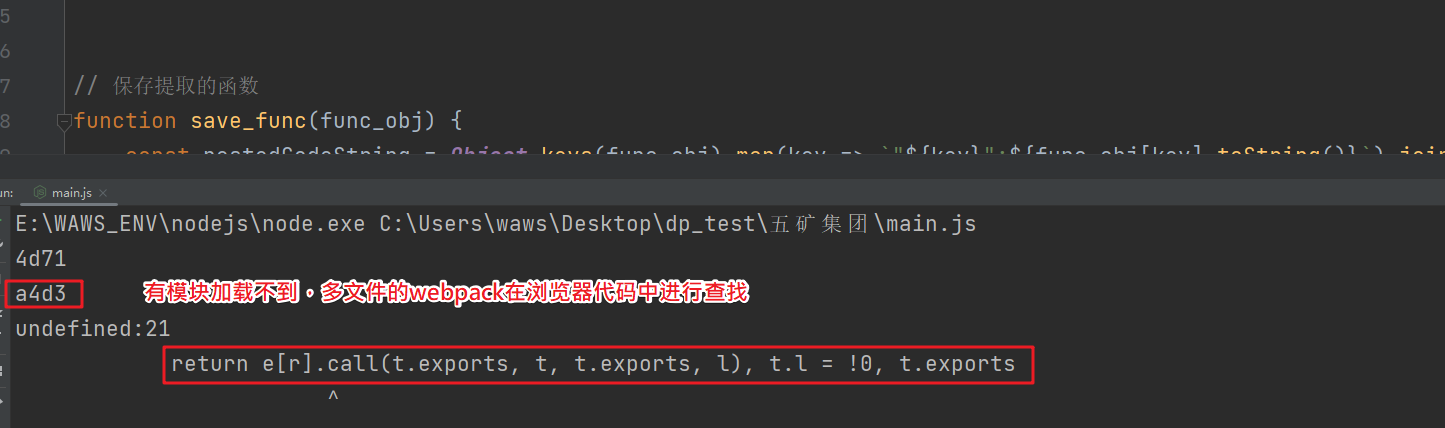 5
6
7
// 保存提取的函数
8
function save_func(func_obj) {
un:
main.js
E:\WAWS_ENV\nodejs\node.exe C:\Users\waws\Desktop\dp_test\五矿集团\main.js
4d71
a4d3
有模块加载不到，多文件的webpack在浏览器代码中进行查找
undefined:21
return e[r].call(t.exports, t, t.exports, l), t.l = !0, t.exports
^